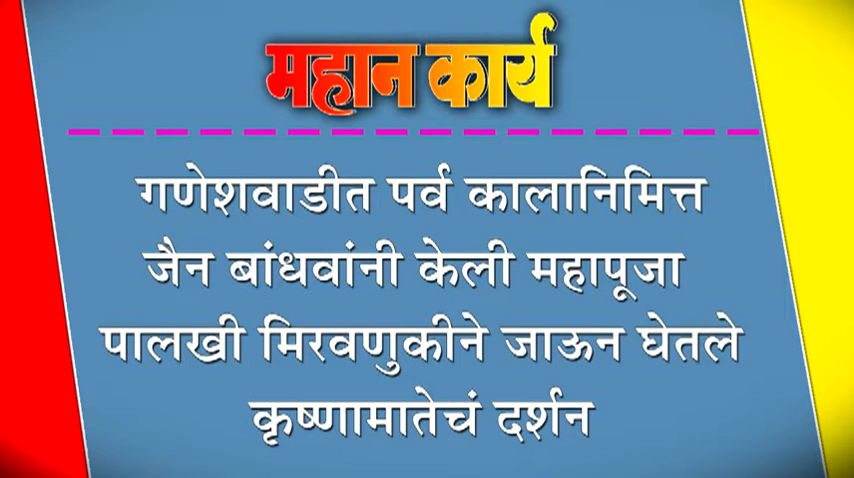 महान कार्य
गणेशवाडीत पर्व कालानिमित्त
जैन बांधवांनी केली महापूजा
पालखी मिरवणुकीने जाऊन घेतले
कृष्णामातेचं दर्शन